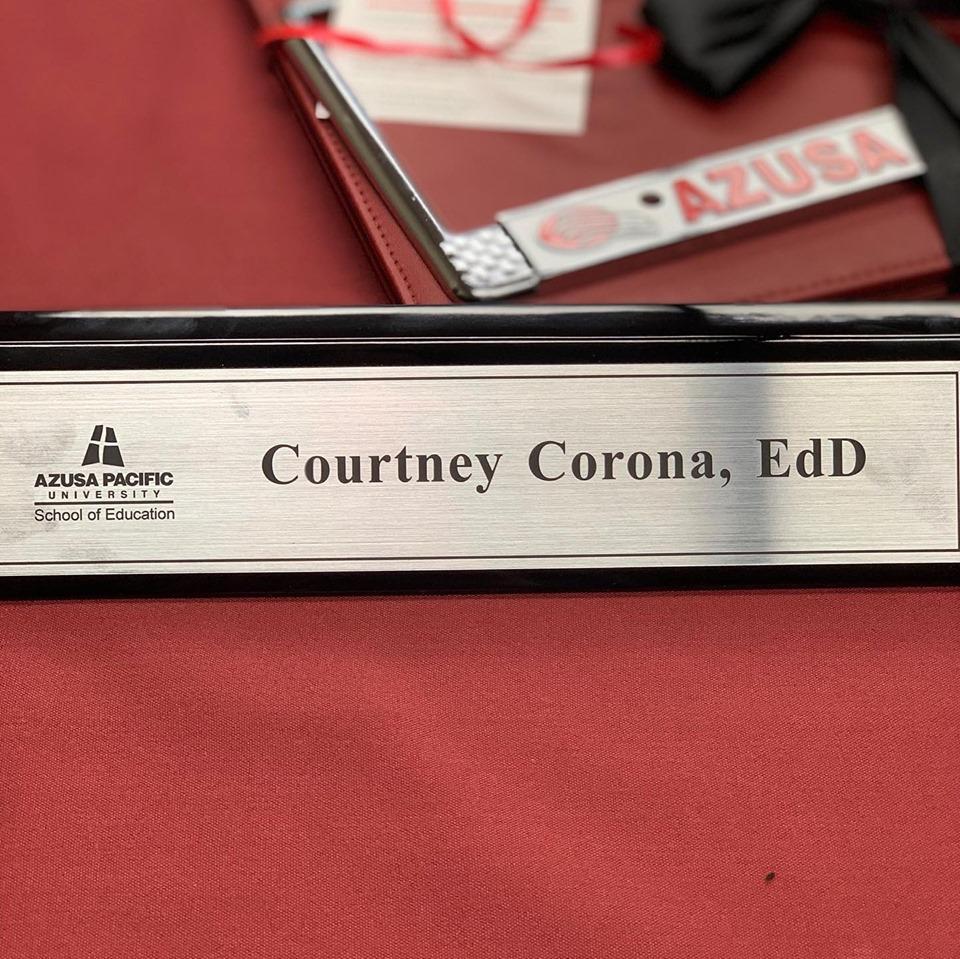 AZUSA
AZUSA PACIFIC
UNIVERSITY
School of Education
Courtney Corona, EdD